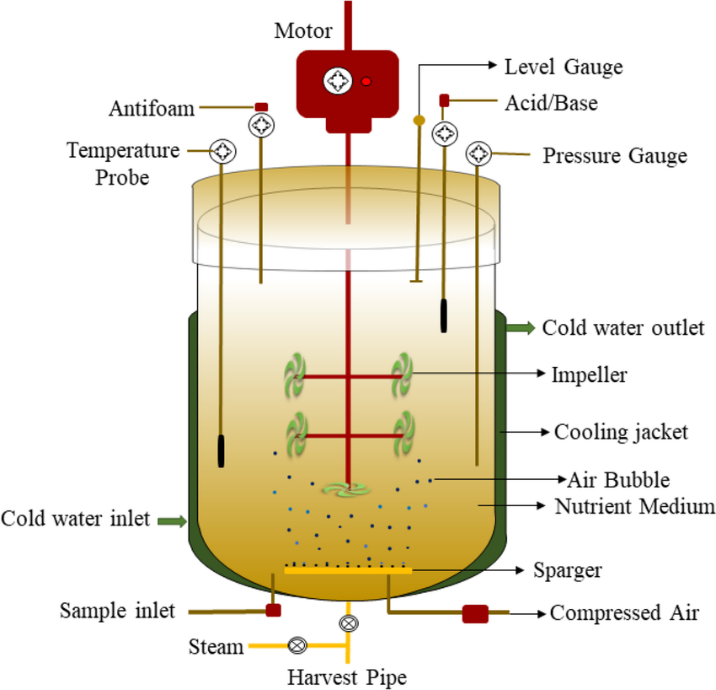 Motor
Level Gauge
Antifoam
Acid/Base
Temperature
Probe
Pressure Gauge
Cold water outlet
Impeller
Cooling jacket
Air Bubble
Nutrient Medium
Cold water inlet
Sparger
Sample inlet
Compressed Air
Steam
Harvest Pipe